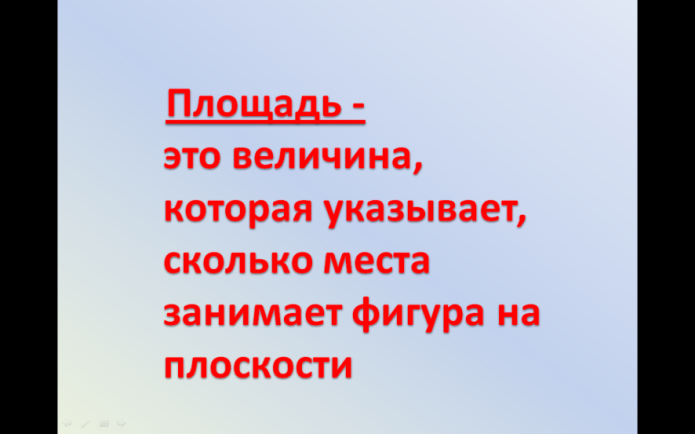 Площадь -
это величина,
которая указывает,
сколько места
занимает фигура на
плоскости